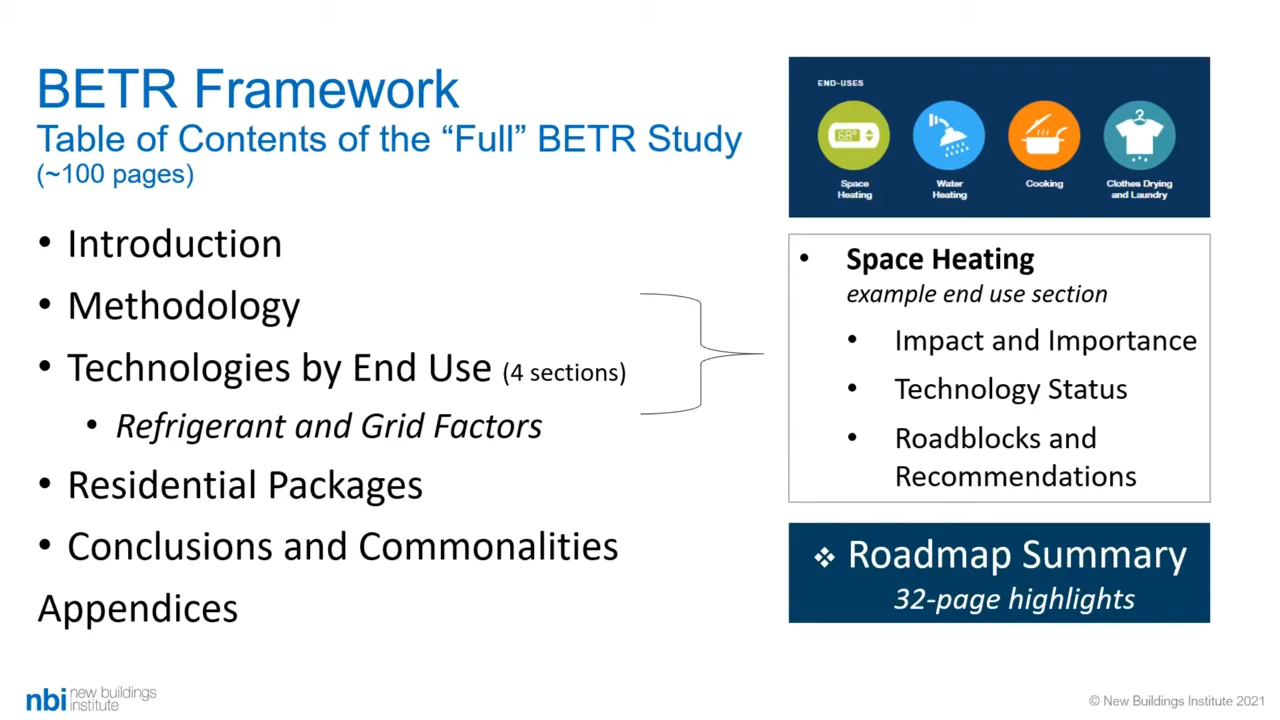 BETR Framework
Table of Contents of the “Full” BETR Study
(~100 pages)
• Introduction
• Methodology
• Technologies by End Use (4 sections)
• Refrigerant and Grid Factors
• Residential Packages
• Conclusions and Commonalities
Appendices
END-USES
68°
Space
Heating
Water
Heating
Cooking
Clothes Drying
and Laundry
• Space Heating
example end use section
• Impact and Importance
• Technology Status
• Roadblocks and
Recommendations
❖ Roadmap Summary
32-page highlights
nbi new buildings
institute
© New Buildings Institute 2021